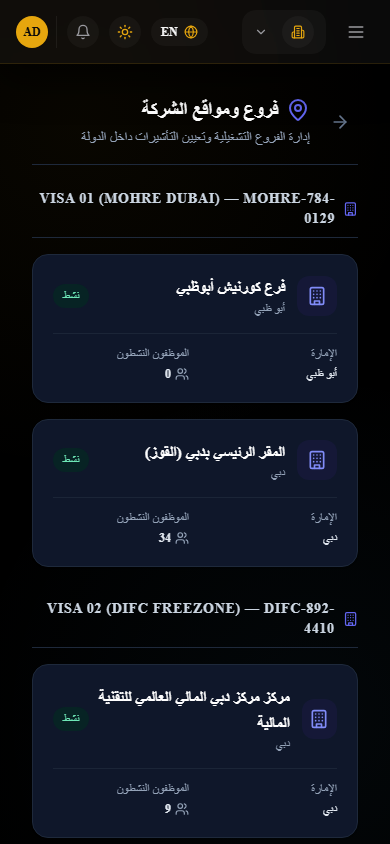 AD
EN
فروع ومواقع الشركة
إدارة الفروع التشغيلية وتعيين التأشيرات داخل الدولة
VISA 01 (MOHRE DUBAI) — MOHRE-784-
0129
فرع كورنيش أبوظبي
أبو ظبي
نشط
الإمارة
أبو ظبي
الموظفون النشطون
0
المقر الرئيسي بدبي (القوز)
دبي
نشط
الإمارة
دبي
الموظفون النشطون
34
VISA 02 (DIFC FREEZONE) — DIFC-892-
4410
مركز مركز دبي المالي العالمي للتقنية
المالية
دبي
نشط
الإمارة
دبي
الموظفون النشطون
9